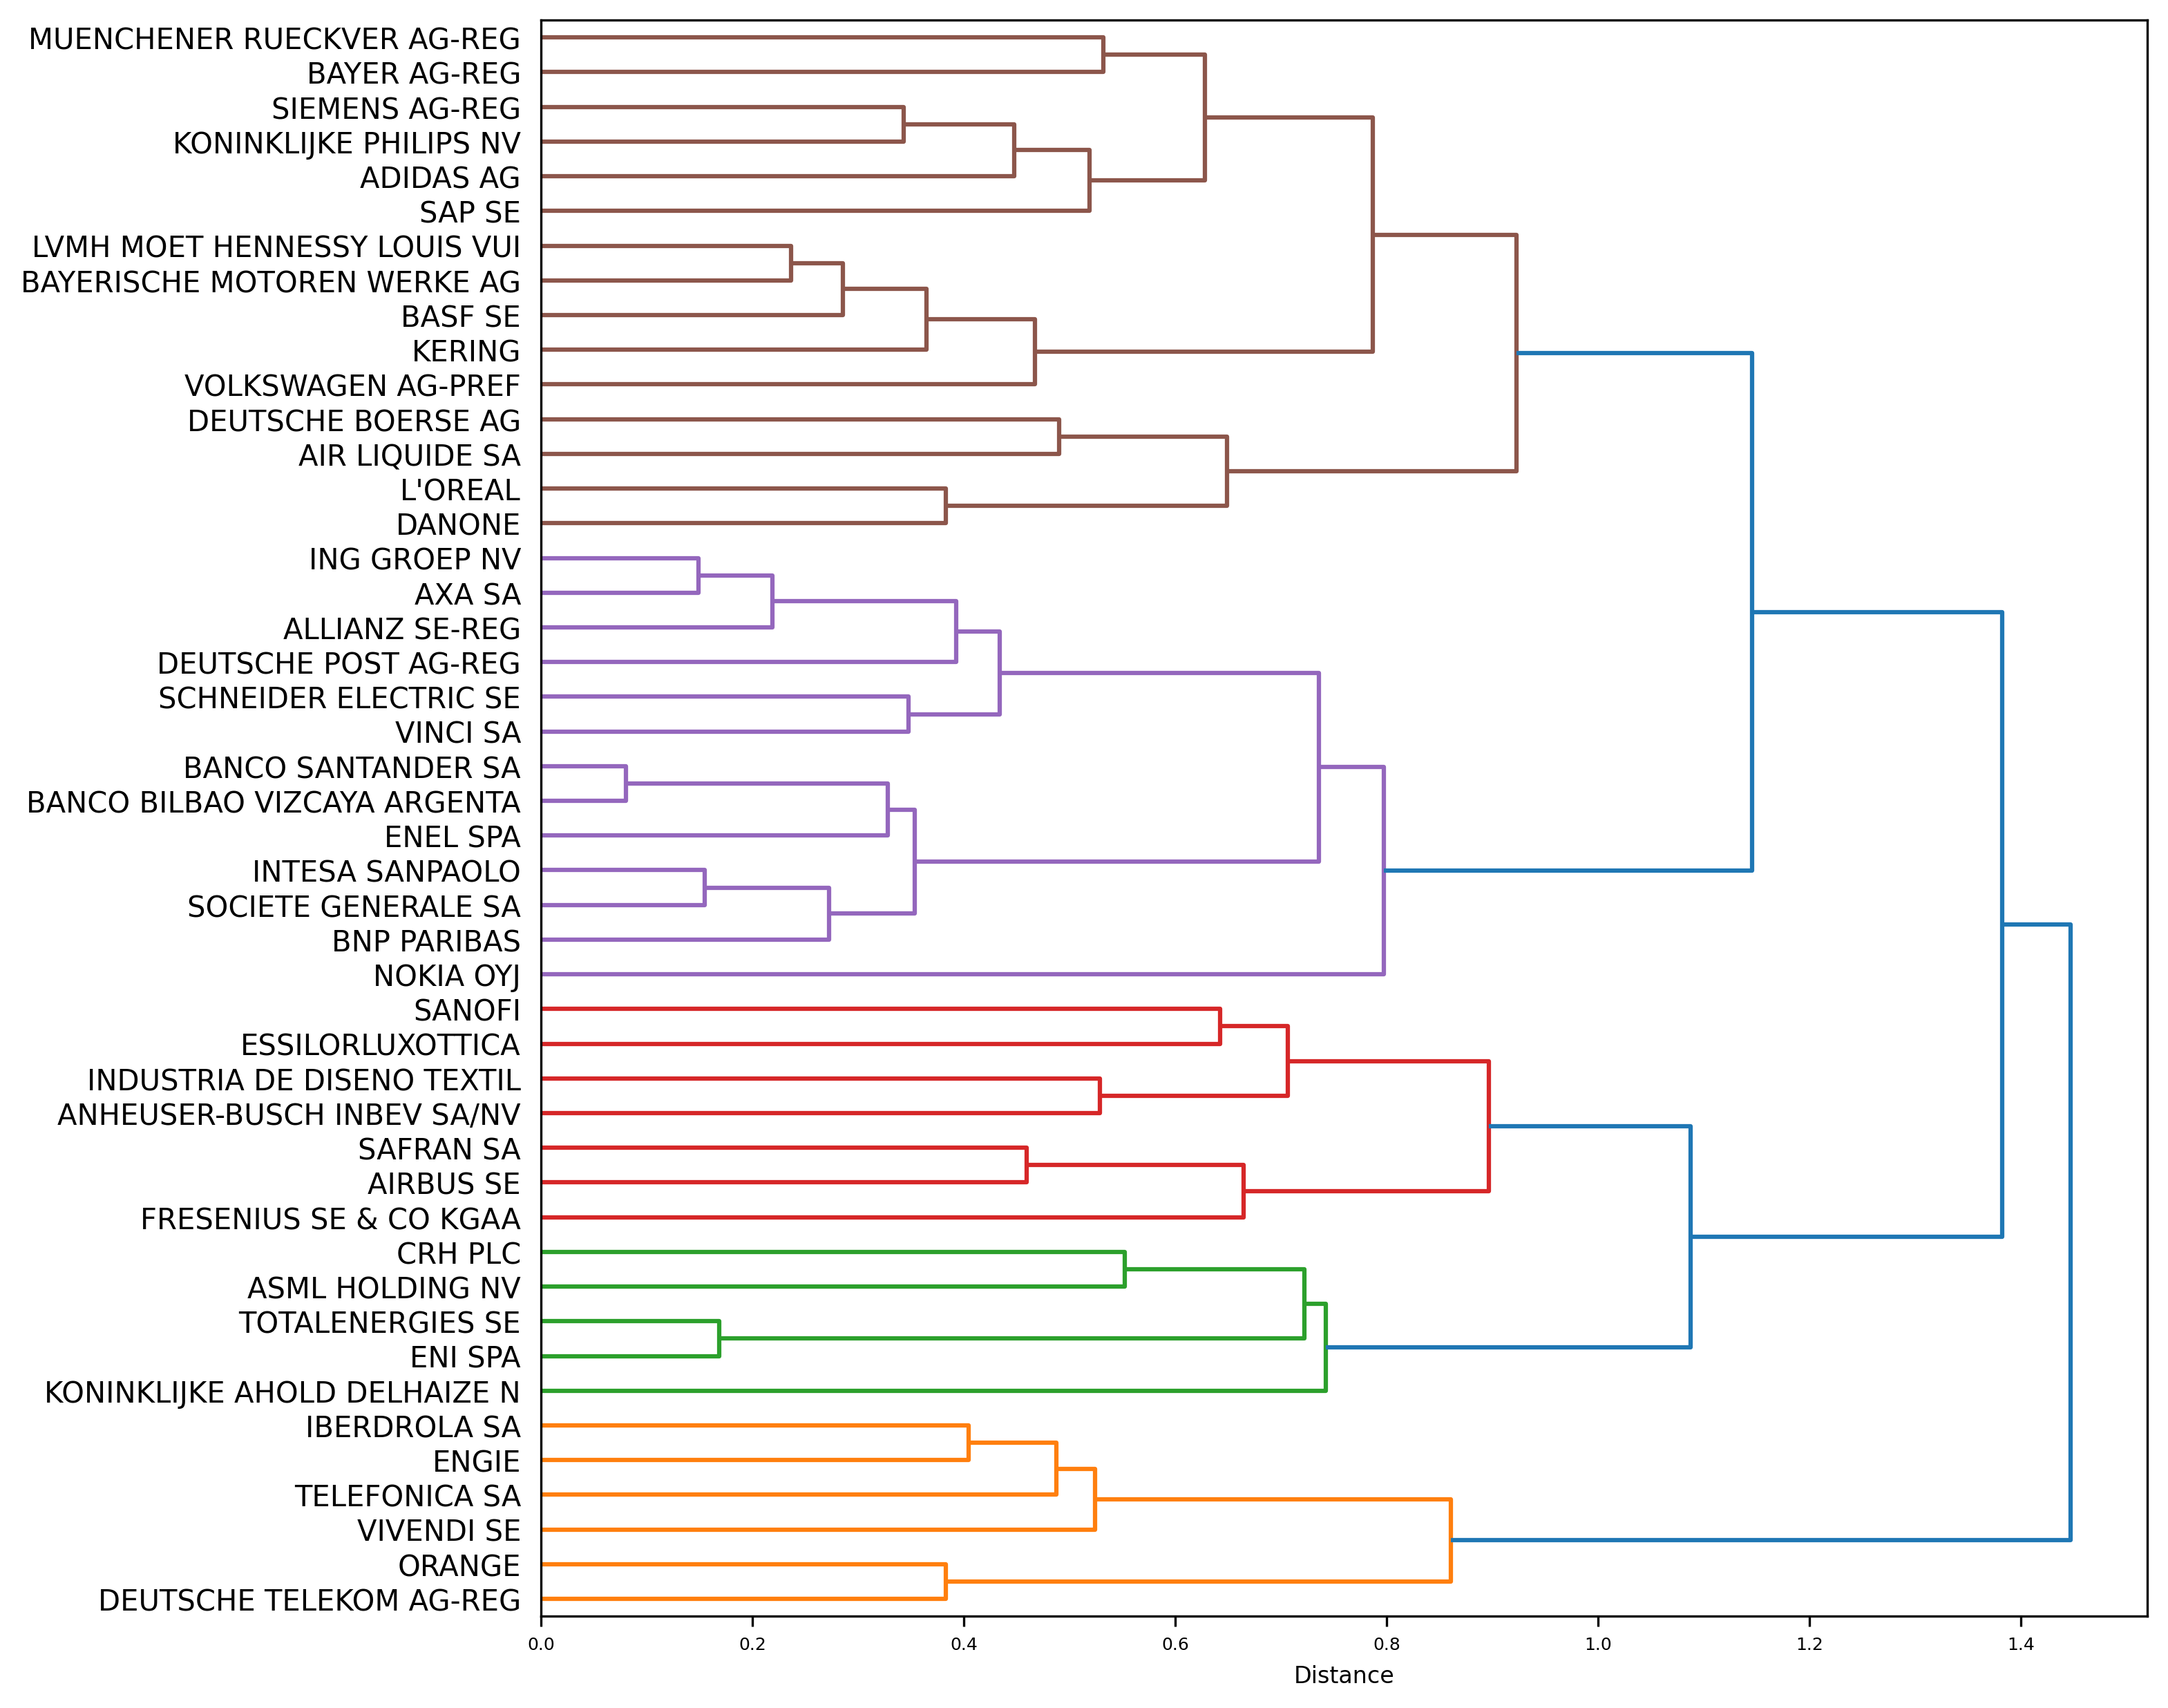 MUENCHENER RUECKVER AG-REG
BAYER AG-REG
SIEMENS AG-REG
KONINKLIJKE PHILIPS NV
ADIDAS AG
SAP SE
LVMH MOET HENNESSY LOUIS VUI
BAYERISCHE MOTOREN WERKE AG
BASF SE
KERING
VOLKSWAGEN AG-PREF
DEUTSCHE BOERSE AG
AIR LIQUIDE SA
L'OREAL
DANONE
ING GROEP NV
AXA SA
ALLIANZ SE-REG
DEUTSCHE POST AG-REG
SCHNEIDER ELECTRIC SE
VINCI SA
BANCO SANTANDER SA
BANCO BILBAO VIZCAYA ARGENTA
ENEL SPA
INTESA SANPAOLO
SOCIETE GENERALE SA
BNP PARIBAS
NOKIA OYJ
SANOFI
ESSILORLUXOTTICA
INDUSTRIA DE DISENO TEXTIL
ANHEUSER-BUSCH INBEV SA/NV
SAFRAN SA
AIRBUS SE
FRESENIUS SE & CO KGAA
CRH PLC
ASML HOLDING NV
TOTALENERGIES SE
ENI SPA
KONINKLIJKE AHOLD DELHAIZE N
IBERDROLA SA
ENGIE
TELEFONICA SA
VIVENDI SE
ORANGE
DEUTSCHE TELEKOM AG-REG
0.0 0.2 0.4 0.6 0.8 1.0 1.2 1.4
Distance